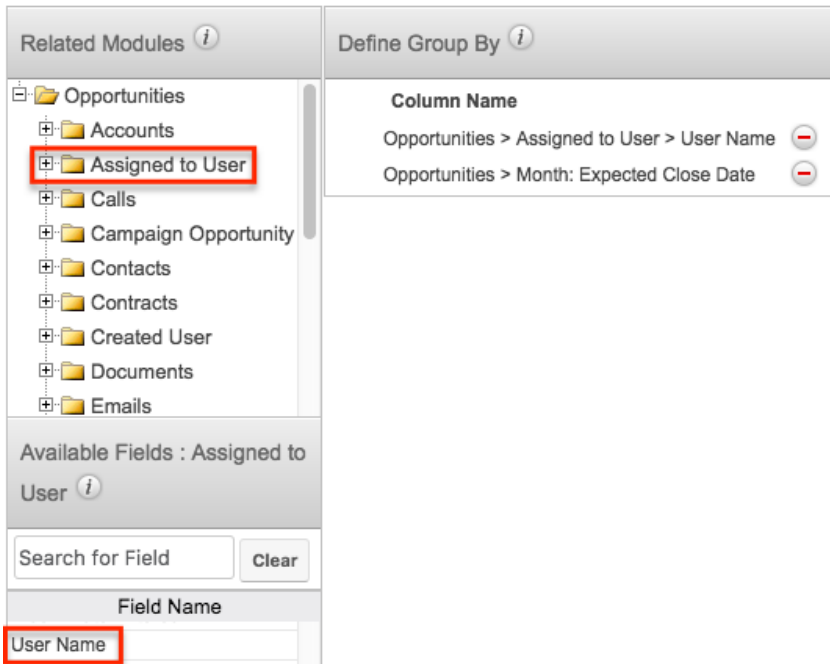 Related Modules i
Opportunities
Accounts
Assigned to User
Calls
Campaign Opportunity
Contacts
Contracts
Created User
Documents
Emails
Available Fields : Assigned to
User i
Search for Field
Clear
Field Name
User Name
Define Group By i
Column Name
Opportunities > Assigned to User > User Name
Opportunities > Month: Expected Close Date